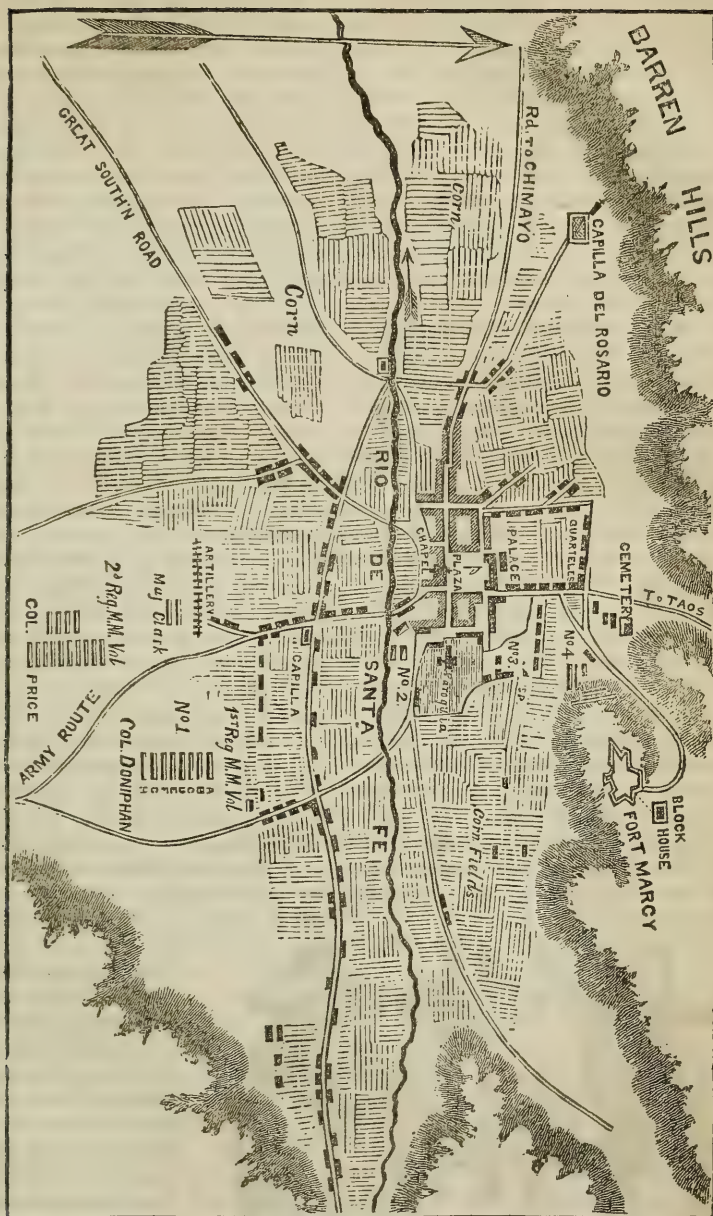 BARREN HILLS
Rd. TO CHIMAYO
CAPILLA DEL ROSARIO
GREAT SOUTH'N ROAD
Corn
Corn
RIO DE SANTA FE
CHAPEL
PLAZA
PALACE
QUARTELES
CEMETERY
To TAOS
No. 4
No. 3.
No. 2.
Parroquia
BLOCK HOUSE
FORT MARCY
Corn Fields
CAPILLA
ARTILLERY
Maj Clark
2d Reg M.M. Vol
COL. PRICE
ARMY ROUTE
No 1
1ST Reg M.M. Vol
COL. DONIPHAN
A
B
C
D
E
F
G
H